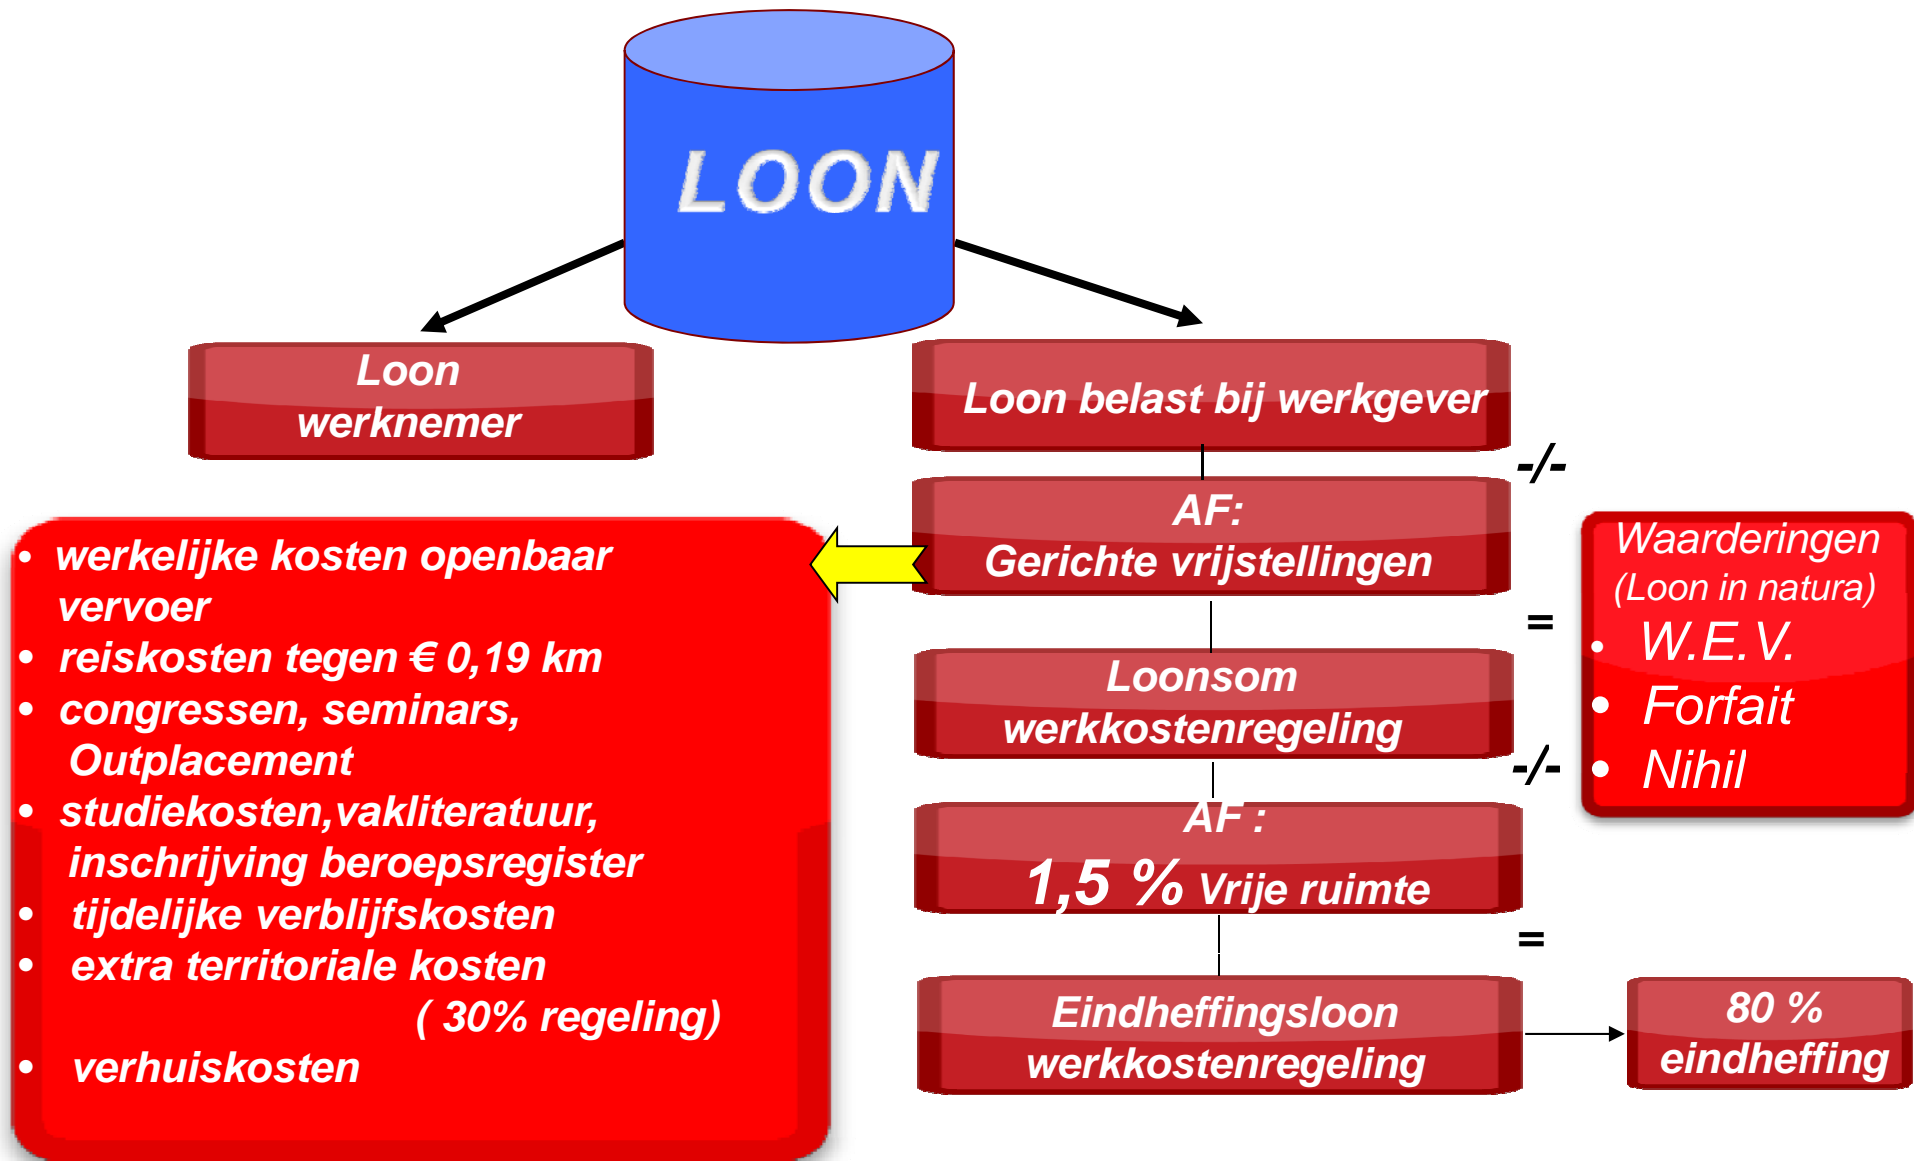 LOON
Loon
werknemer
Loon belast bij werkgever
-/-
AF:
Gerichte vrijstellingen
=
• werkelijke kosten openbaar
vervoer
• reiskosten tegen € 0,19 km
• congressen, seminars,
Outplacement
• studiekosten,vakliteratuur,
inschrijving beroepsregister
• tijdelijke verblijfskosten
• extra territoriale kosten
( 30% regeling)
• verhuiskosten
Loonsom
werkkostenregeling
-/-
Waarderingen
(Loon in natura)
• W.E.V.
• Forfait
• Nihil
AF :
1,5 % Vrije ruimte
=
Eindheffingsloon
werkkostenregeling
80 %
eindheffing